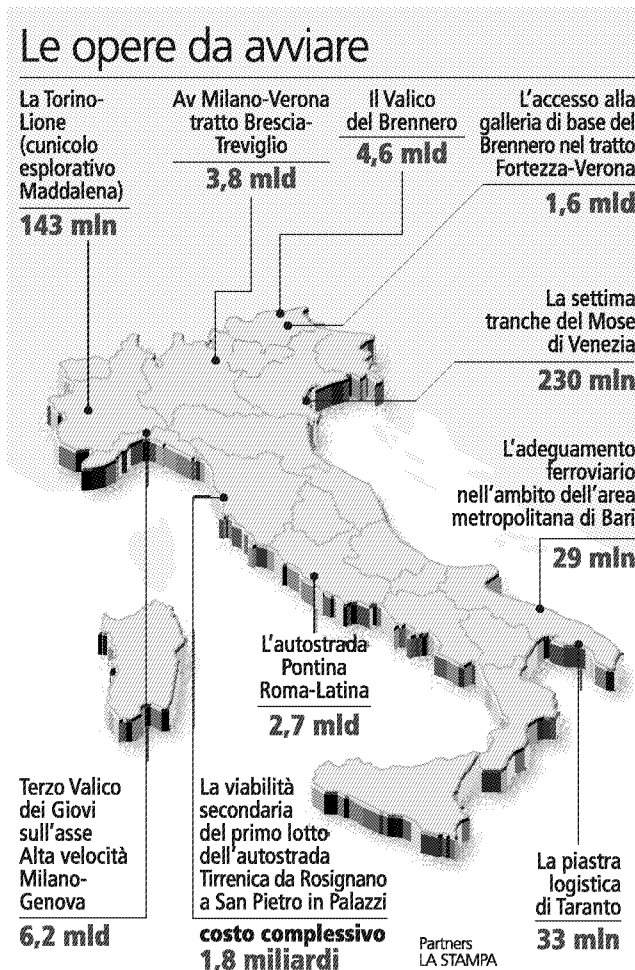 Le opere da avviare
La Torino-
Lione
(cunicolo
esplorativo
Maddalena)
143 mln
Av Milano-Verona
tratto Brescia-
Treviglio
3,8 mld
Il Valico
del Brennero
4,6 mld
L'accesso alla
galleria di base del
Brennero nel tratto
Fortezza-Verona
1,6 mld
La settima
tranche del Mose
di Venezia
230 mln
L'adeguamento
ferroviario
nell'ambito dell'area
metropolitana di Bari
29 mln
L'autostrada
Pontina
Roma-Latina
2,7 mld
Terzo Valico
dei Giovi
sull'asse
Alta velocità
Milano-
Genova
6,2 mld
La viabilità
secondaria
del primo lotto
dell'autostrada
Tirrenica da Rosignano
a San Pietro in Palazzi
costo complessivo
1,8 miliardi
La piastra
logistica
di Taranto
33 mln
Partners
LA STAMPA